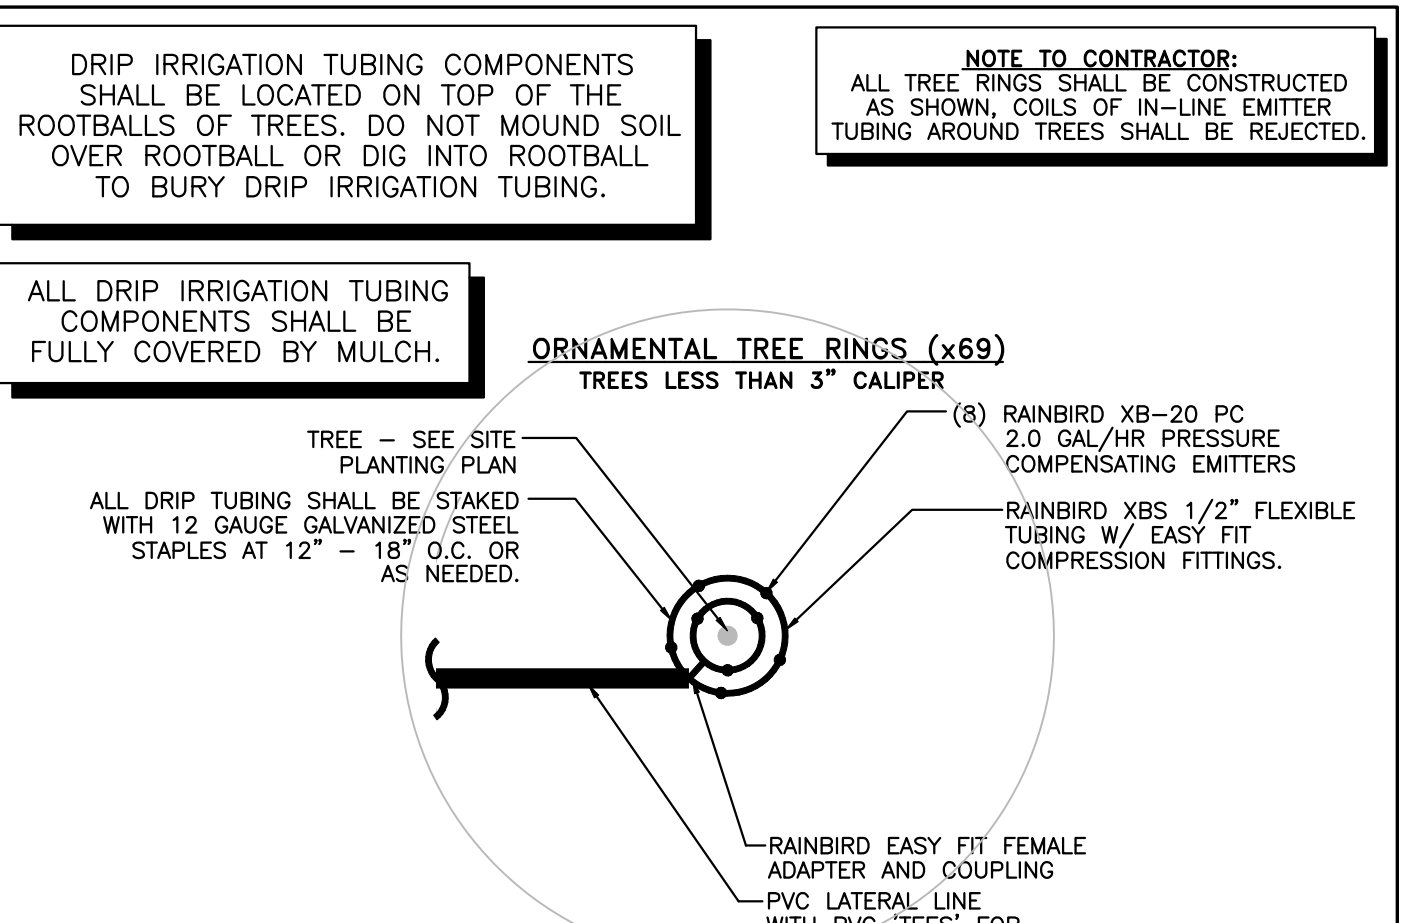 DRIP IRRIGATION TUBING COMPONENTS
SHALL BE LOCATED ON TOP OF THE
ROOTBALLS OF TREES. DO NOT MOUND SOIL
OVER ROOTBALL OR DIG INTO ROOTBALL
TO BURY DRIP IRRIGATION TUBING.
NOTE TO CONTRACTOR:
ALL TREE RINGS SHALL BE CONSTRUCTED
AS SHOWN, COILS OF IN-LINE EMITTER
TUBING AROUND TREES SHALL BE REJECTED.
ALL DRIP IRRIGATION TUBING
COMPONENTS SHALL BE
FULLY COVERED BY MULCH.
ORNAMENTAL TREE RINGS (x69)
TREES LESS THAN 3" CALIPER
TREE - SEE SITE
PLANTING PLAN
ALL DRIP TUBING SHALL BE STAKED
WITH 12 GAUGE GALVANIZED STEEL
STAPLES AT 12" - 18" O.C. OR
AS NEEDED.
(8) RAINBIRD XB-20 PC
2.0 GAL/HR PRESSURE
COMPENSATING EMITTERS
RAINBIRD XBS 1/2" FLEXIBLE
TUBING W/ EASY FIT
COMPRESSION FITTINGS.
RAINBIRD EASY FIT FEMALE
ADAPTER AND COUPLING
PVC LATERAL LINE
WITH PVC 'TEES' FOR